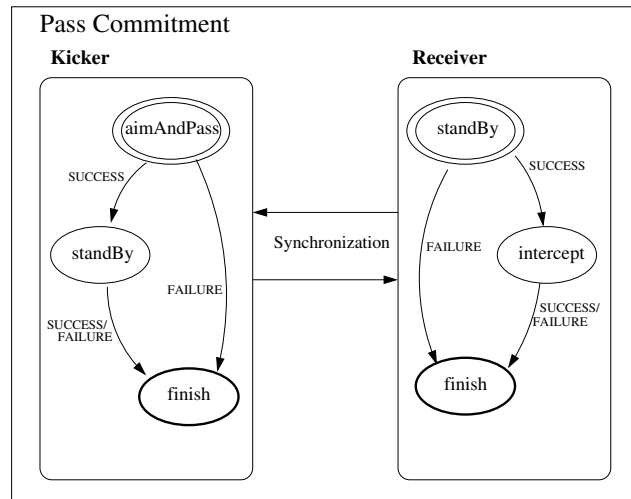 Pass Commitment
Kicker
aimAndPass
SUCCESS
standBy
FAILURE
SUCCESS/
FAILURE
finish
Synchronization
Receiver
standBy
SUCCESS
FAILURE
intercept
SUCCESS/
FAILURE
finish